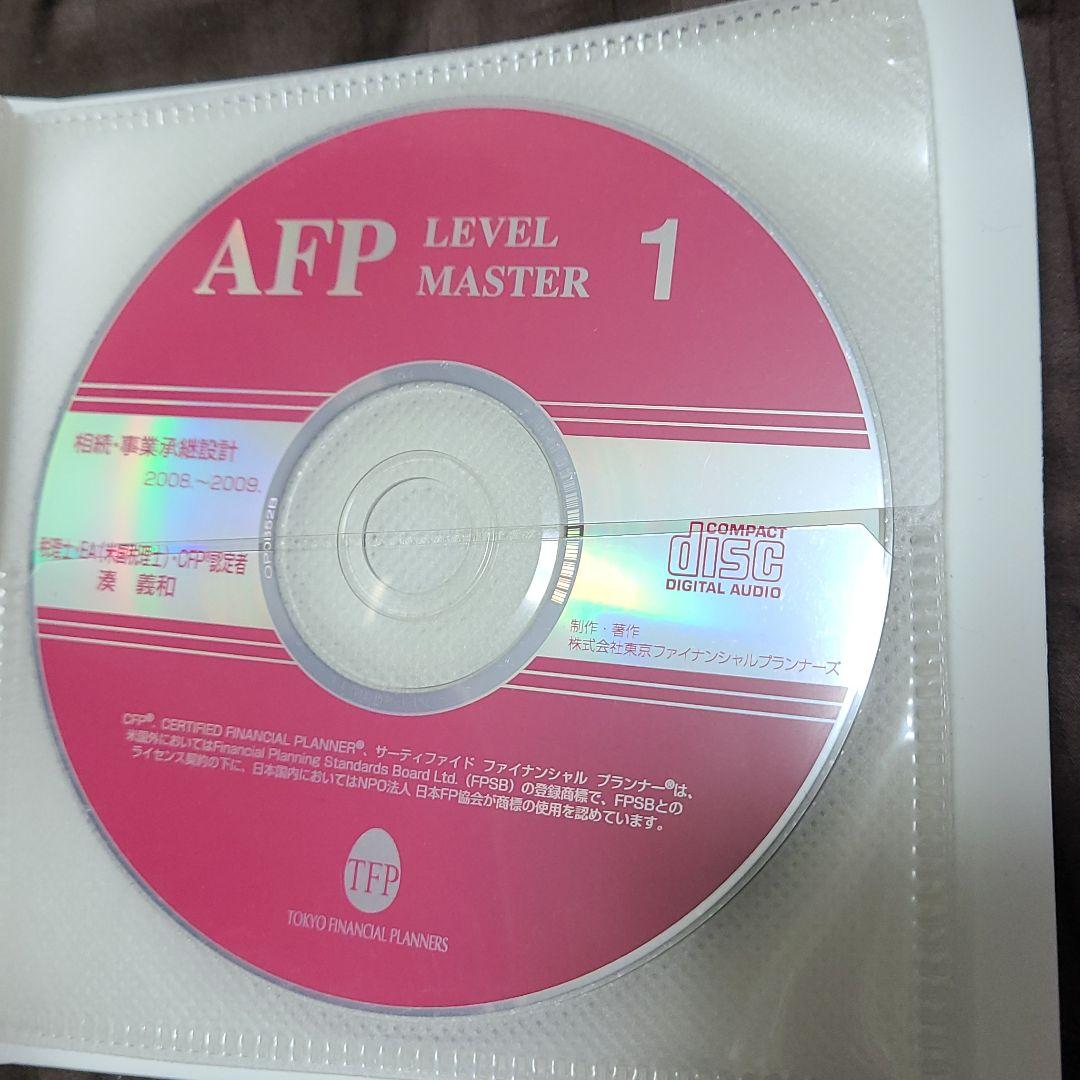 AFP LEVEL MASTER 1
相続・事業承継設計
2008.～2009.
税理士・EA（米国税理士）・CFP®認定者
湊 義和
COMPACT
disc
DIGITAL AUDIO
制作・著作
株式会社東京ファイナンシャルプランナーズ
CFP®、CERTIFIED FINANCIAL PLANNER®、サーティファイド ファイナンシャル プランナー®は、
米国外においてはFinancial Planning Standards Board Ltd.（FPSB）の登録商標で、FPSBとの
ライセンス契約の下に、日本国内においてはNPO法人 日本FP協会が商標の使用を認めています。
TFP
TOKYO FINANCIAL PLANNERS